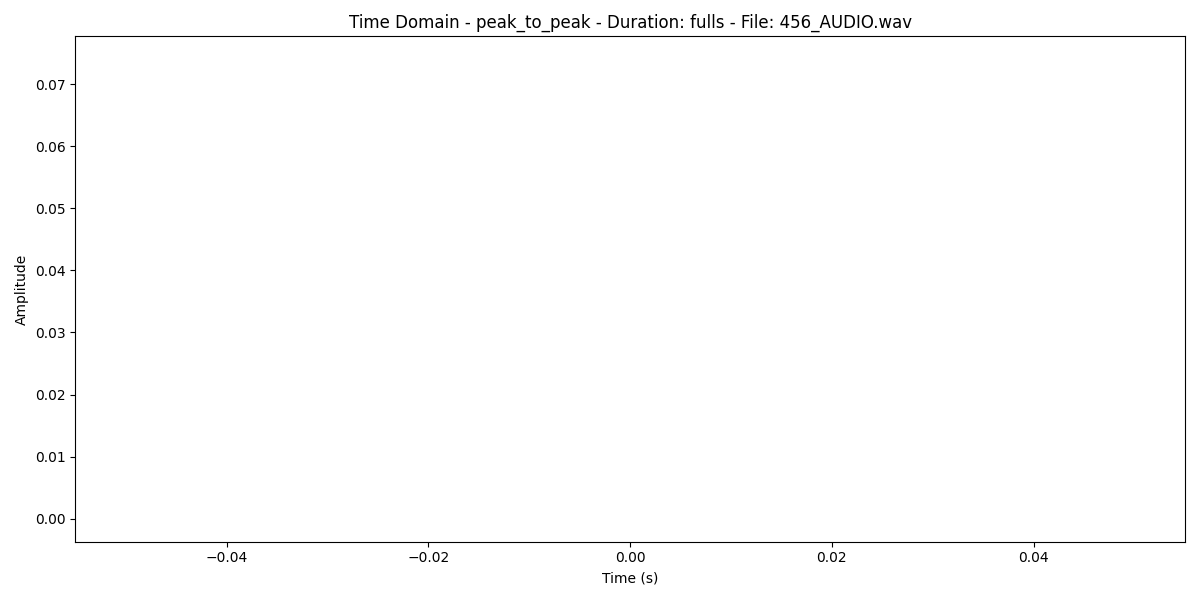 Time Domain - peak_to_peak - Duration: fulls - File: 456_AUDIO.wav
Amplitude
0.07
0.06
0.05
0.04
0.03
0.02
0.01
0.00
−0.04 −0.02 0.00 0.02 0.04
Time (s)